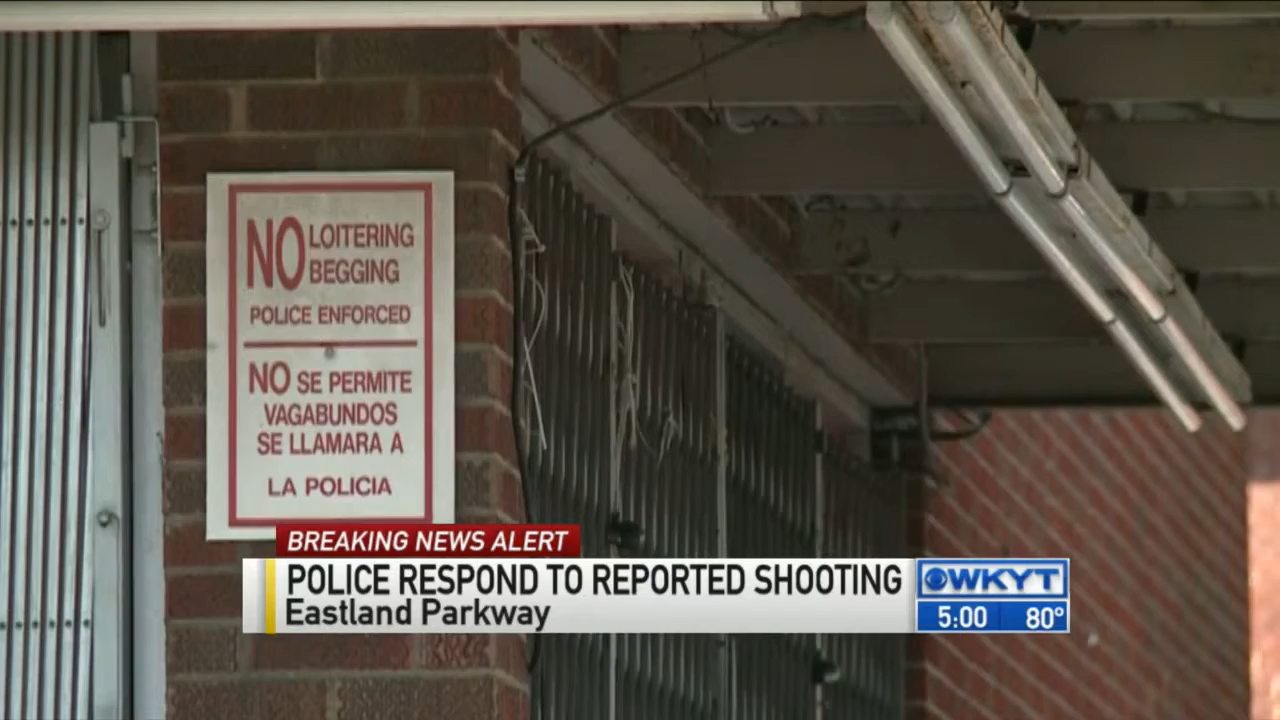 NO LOITERING
BEGGING
POLICE ENFORCED
NO SE PERMITE
VAGABUNDOS
SE LLAMARA A
LA POLICIA
BREAKING NEWS ALERT
POLICE RESPOND TO REPORTED SHOOTING
Eastland Parkway
WKYT
5:00 80°